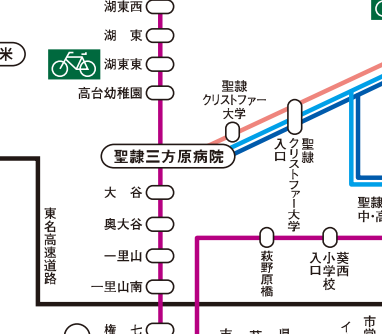 湖東西
湖東
米
湖東東
高台幼稚園
聖隷
クリストファー
大学
聖隷三方原病院
聖隷
クリストファー大学
入口
大谷
奥大谷
一里山
一里山南
東名高速道路
聖隷
中・高
萩野原橋
葵西
小学校
入口
権七
イ
市